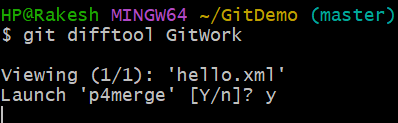 HP@Rakesh MINGW64 ~/GitDemo (master)
$ git difftool GitWork
Viewing (1/1): 'hello.xml'
Launch 'p4merge' [Y/n]? y